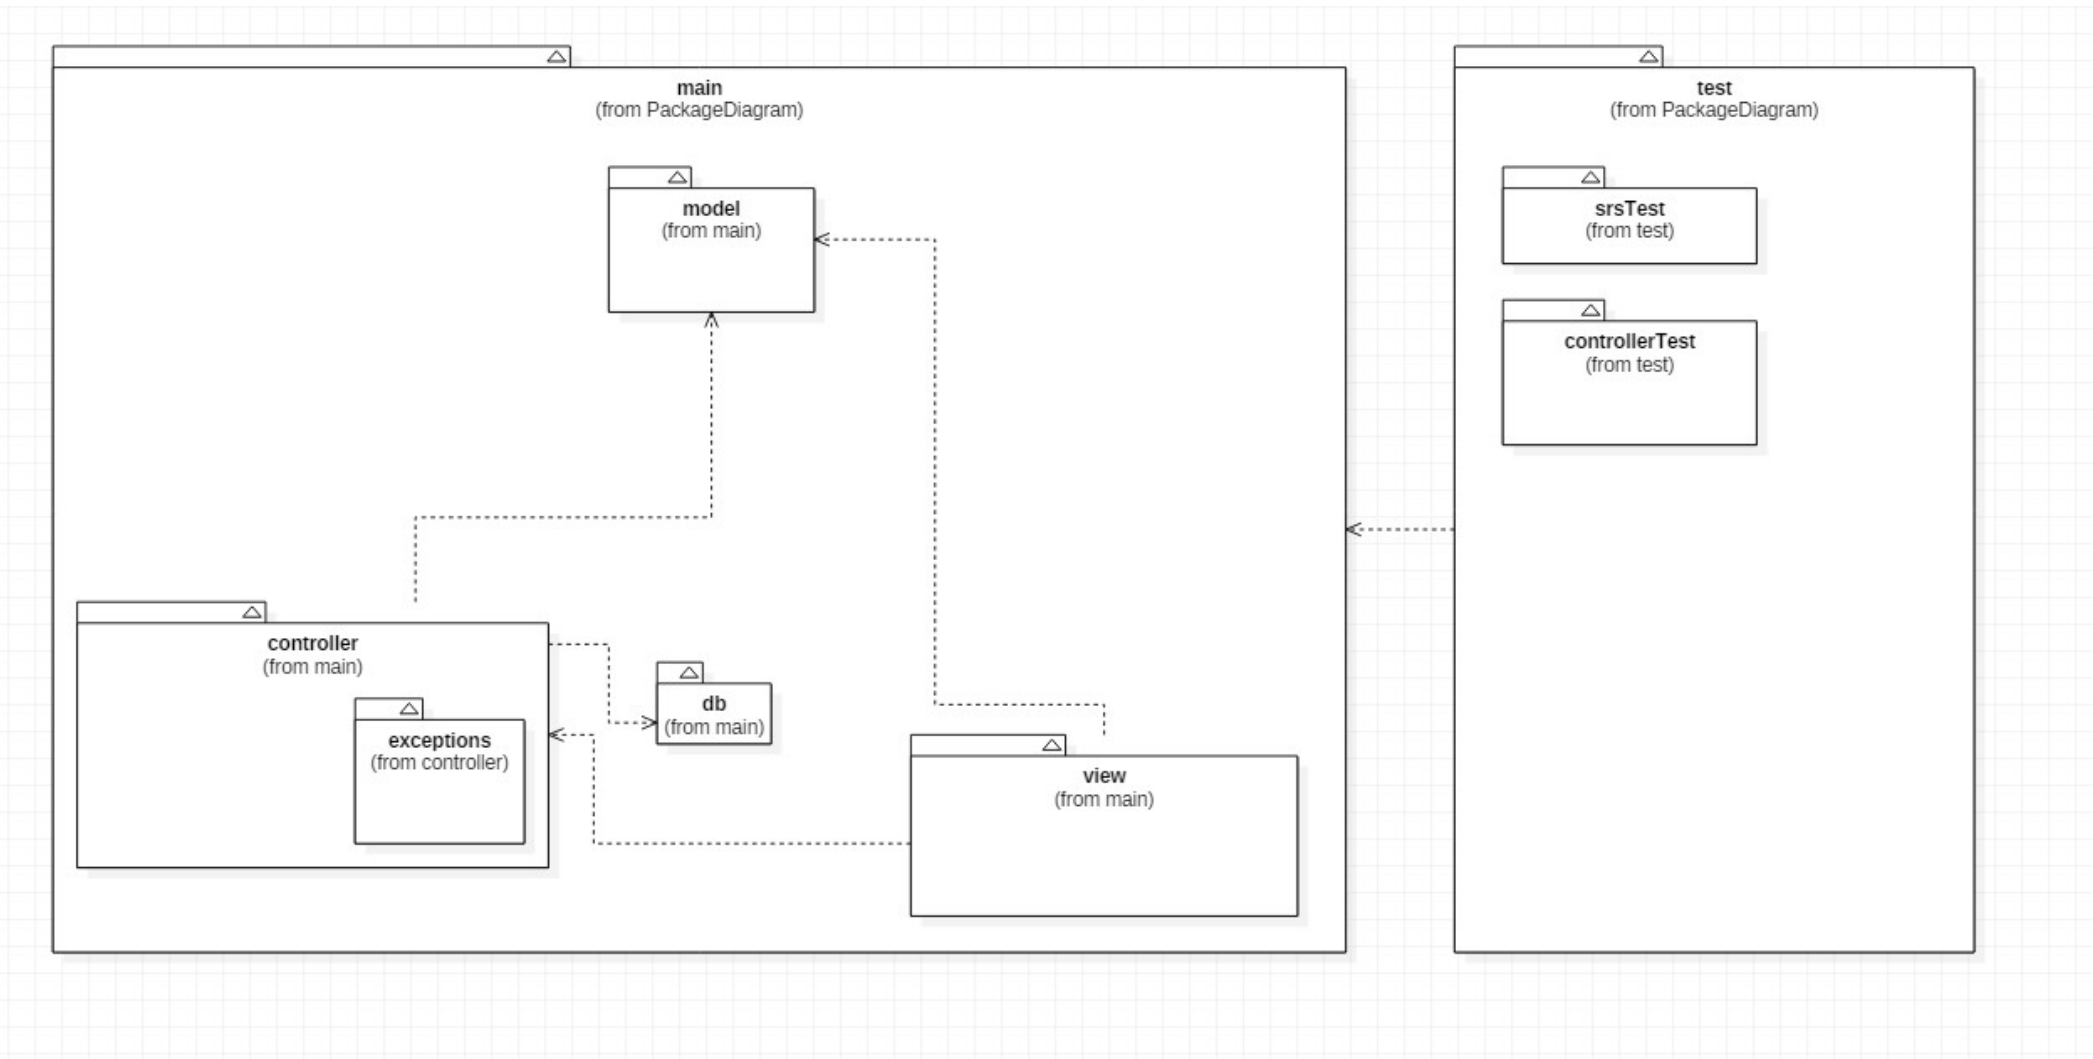 main
(from PackageDiagram)
test
(from PackageDiagram)
model
(from main)
srsTest
(from test)
controllerTest
(from test)
controller
(from main)
exceptions
(from controller)
db
(from main)
view
(from main)